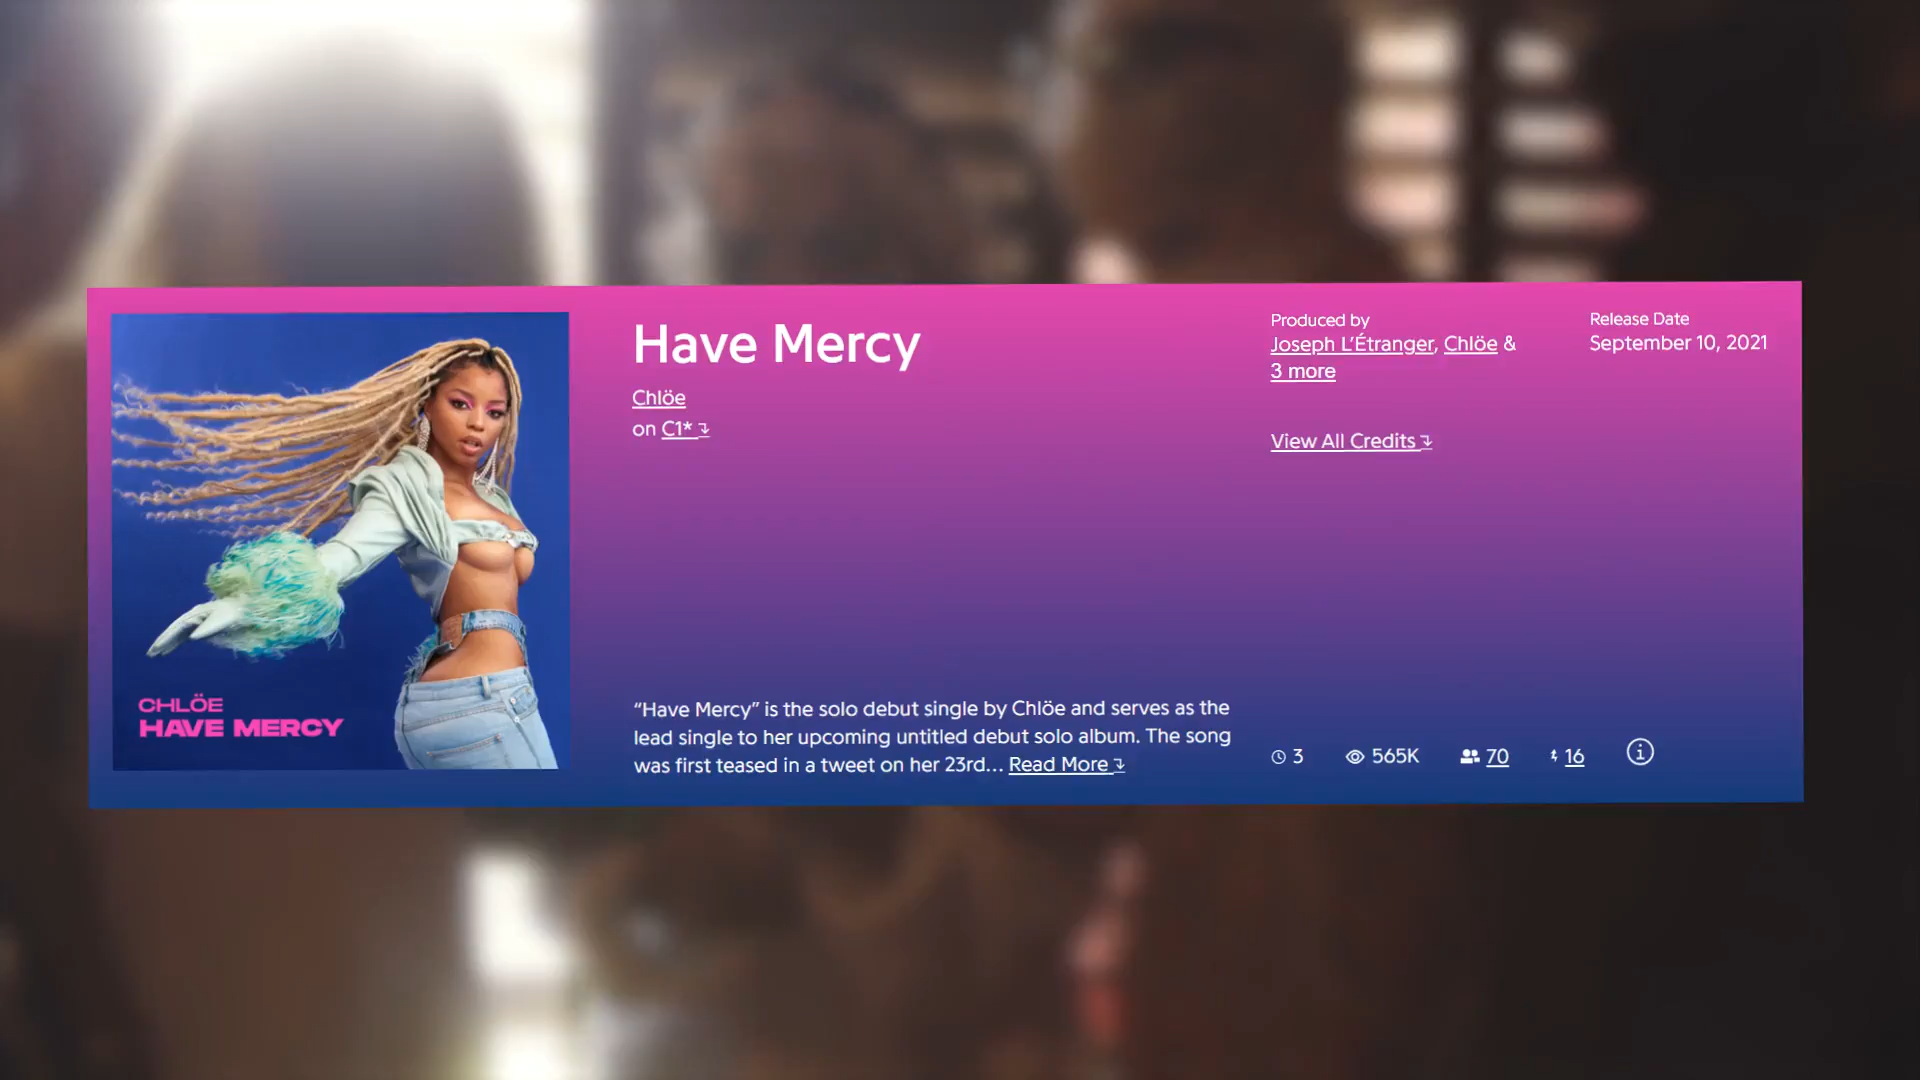 Have Mercy
Chlöe
on C1*
Produced by
Joseph L’Étranger, Chlöe &
3 more
View All Credits
Release Date
September 10, 2021
CHLÖE
HAVE MERCY
“Have Mercy” is the solo debut single by Chlöe and serves as the
lead single to her upcoming untitled debut solo album. The song
was first teased in a tweet on her 23rd… Read More
3 565K 70 16